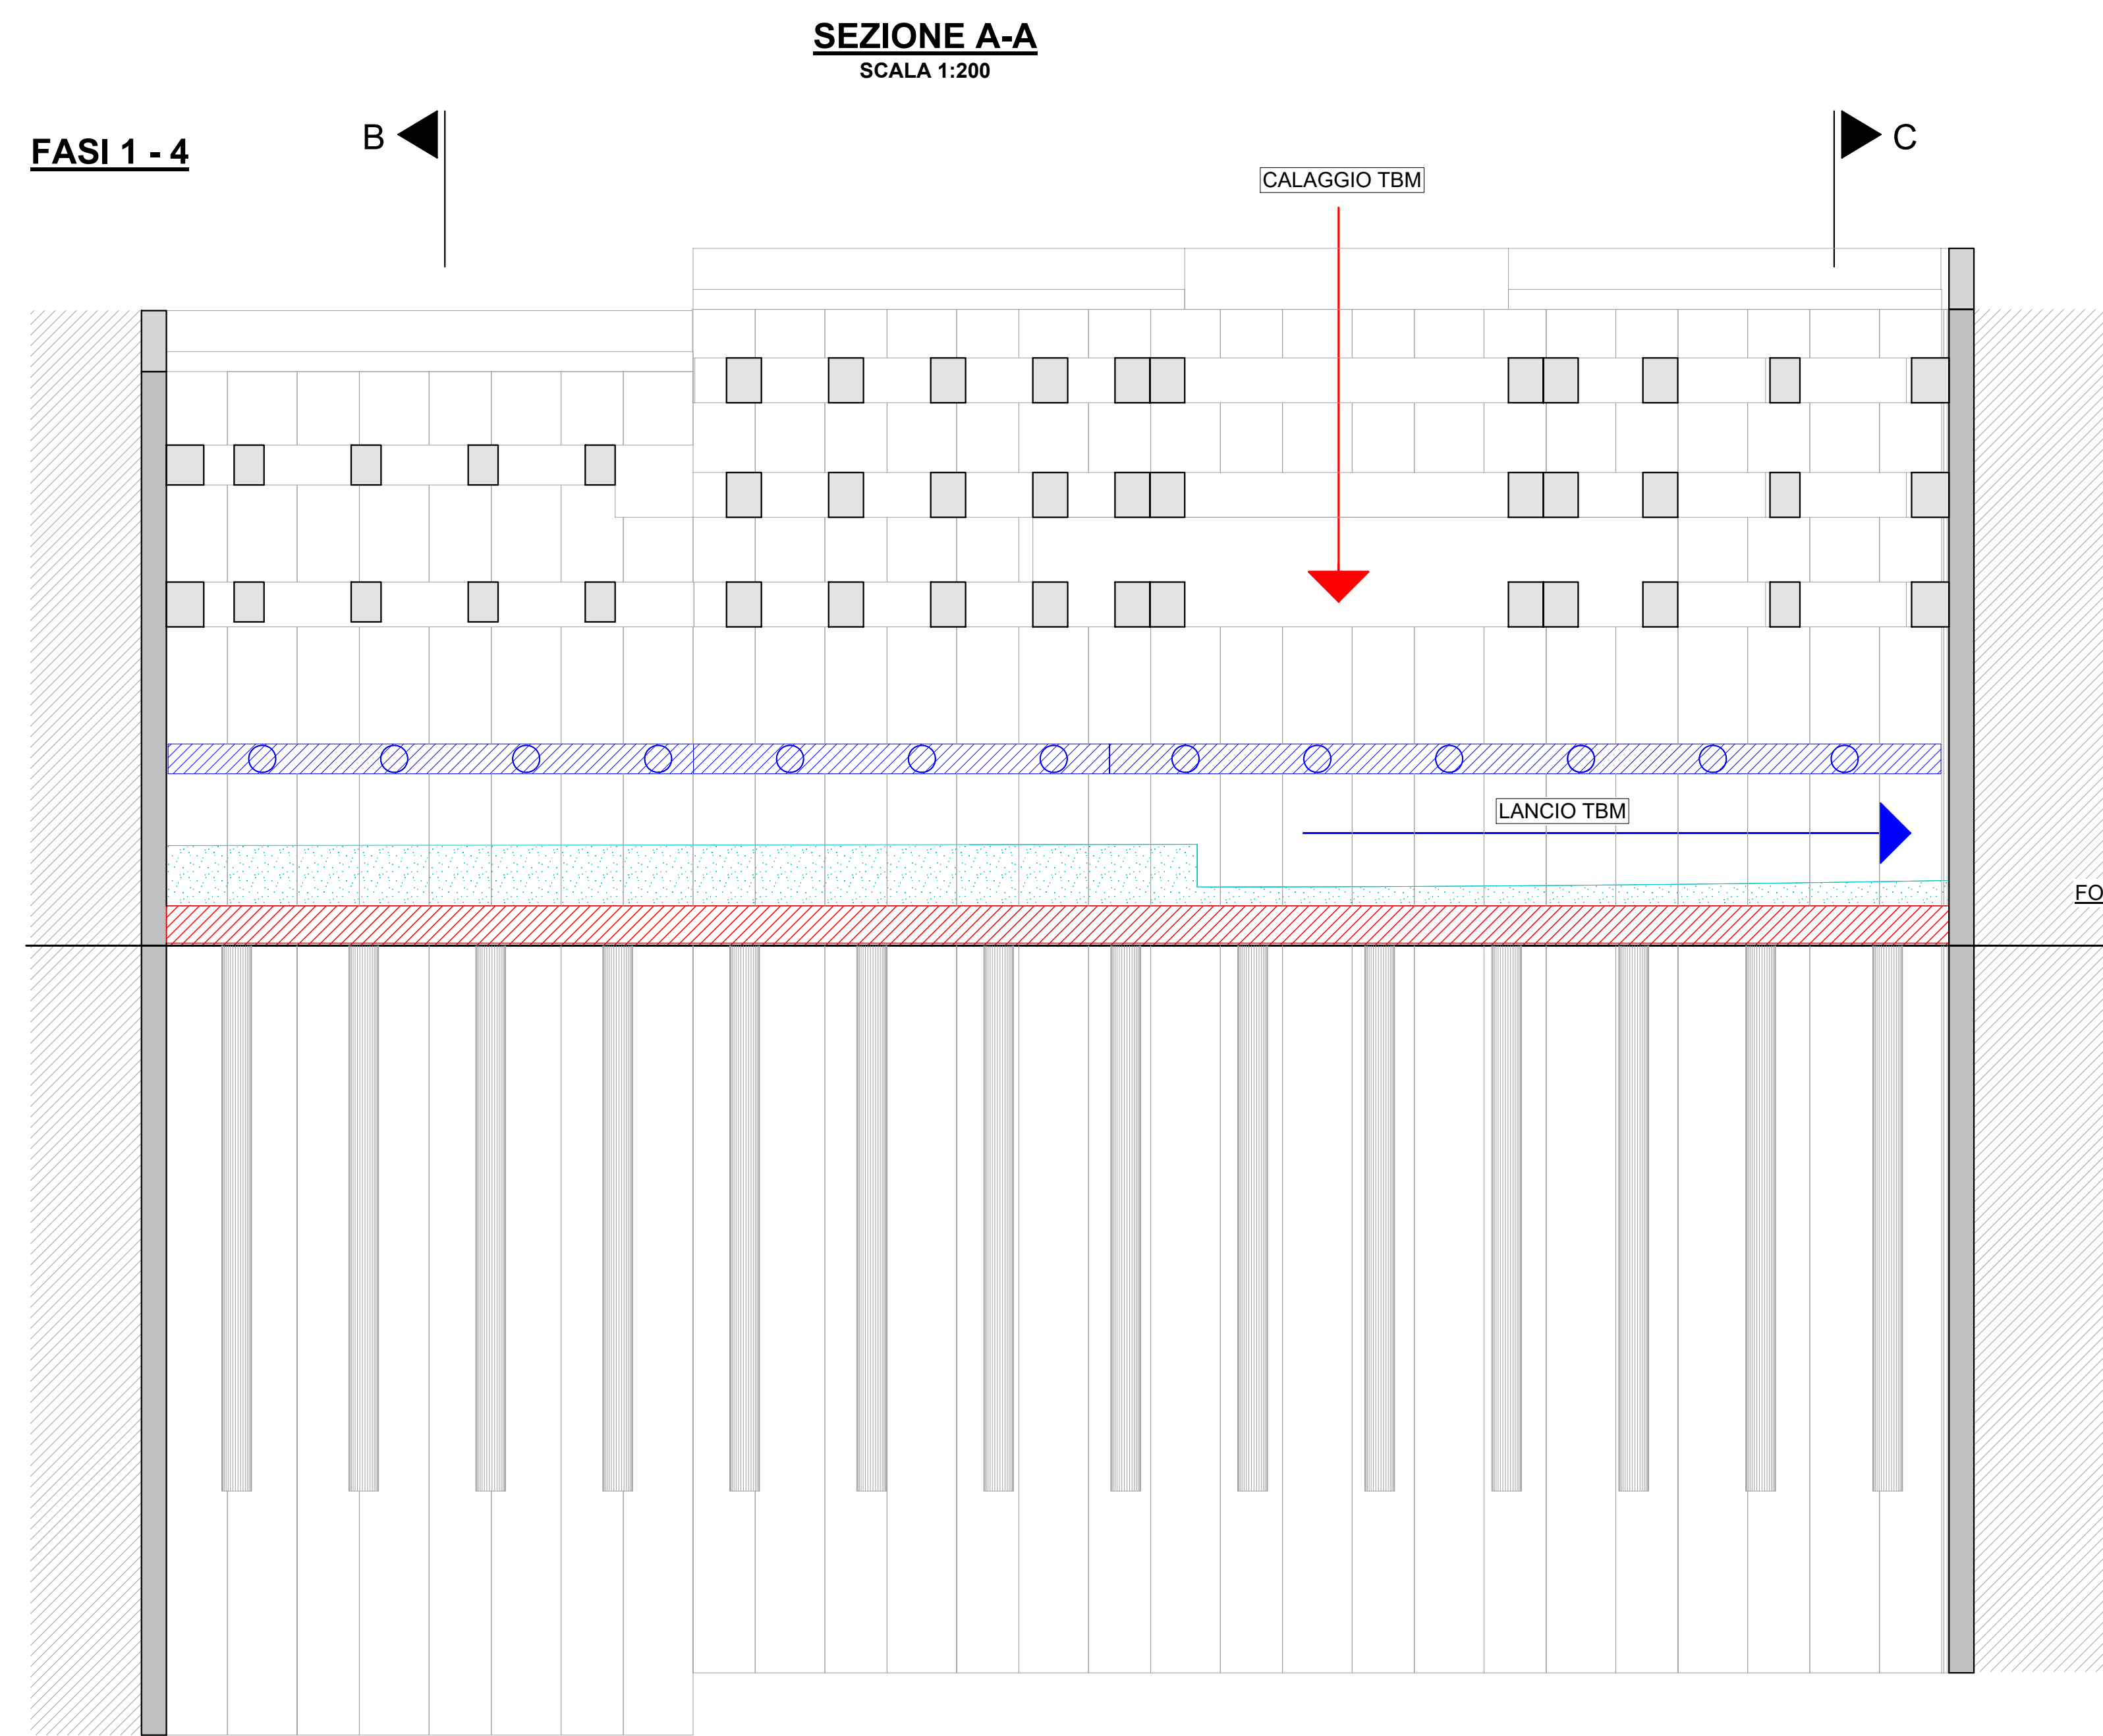 SEZIONE A-A
SCALA 1:200
B
C
FASI 1 - 4
CALAGGIO TBM
LANCIO TBM
FO